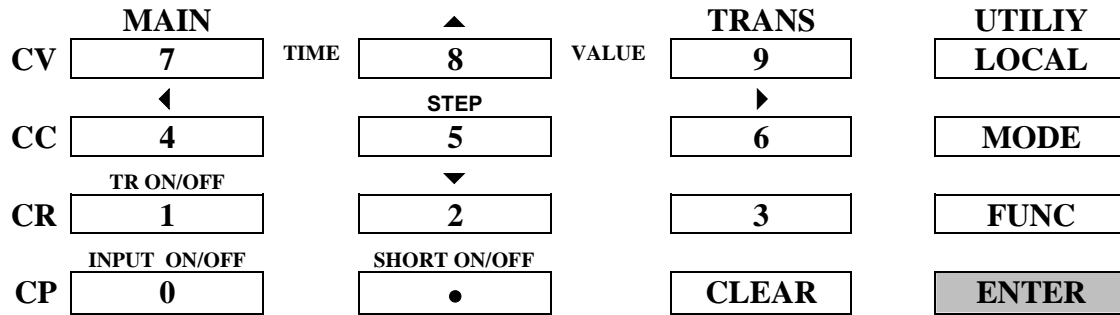 MAIN ▲ TRANS UTILIY
CV 7 TIME 8 VALUE 9 LOCAL
◀ STEP ▶
CC 4 5 6 MODE
TR ON/OFF ▼
CR 1 2 3 FUNC
INPUT ON/OFF SHORT ON/OFF
CP 0 ● CLEAR ENTER